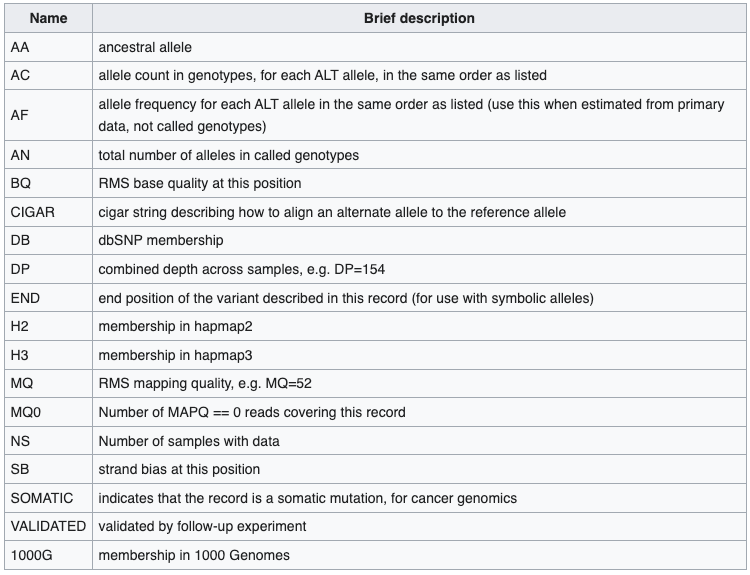 Name Brief description
AA ancestral allele
AC allele count in genotypes, for each ALT allele, in the same order as listed
AF allele frequency for each ALT allele in the same order as listed (use this when estimated from primary
data, not called genotypes)
AN total number of alleles in called genotypes
BQ RMS base quality at this position
CIGAR cigar string describing how to align an alternate allele to the reference allele
DB dbSNP membership
DP combined depth across samples, e.g. DP=154
END end position of the variant described in this record (for use with symbolic alleles)
H2 membership in hapmap2
H3 membership in hapmap3
MQ RMS mapping quality, e.g. MQ=52
MQ0 Number of MAPQ == 0 reads covering this record
NS Number of samples with data
SB strand bias at this position
SOMATIC indicates that the record is a somatic mutation, for cancer genomics
VALIDATED validated by follow-up experiment
1000G membership in 1000 Genomes